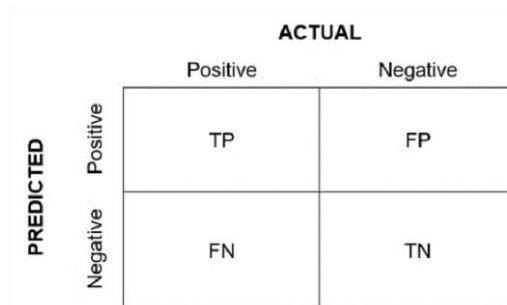 ACTUAL
Positive Negative
PREDICTED
Positive
TP FP
Negative
FN TN